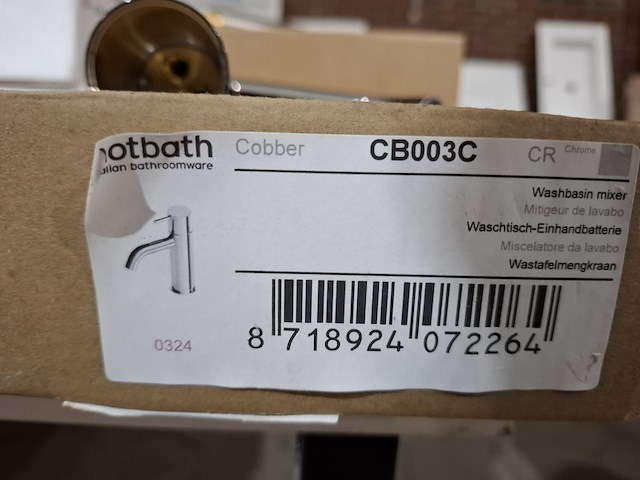 hotbath
alian bathroomware
Cobber CB003C CR Chrome
Washbasin mixer
Mitigeur de lavabo
Waschtisch-Einhandbatterie
Miscelatore da lavabo
Wastafelmengkraan
0324
8 718924 072264